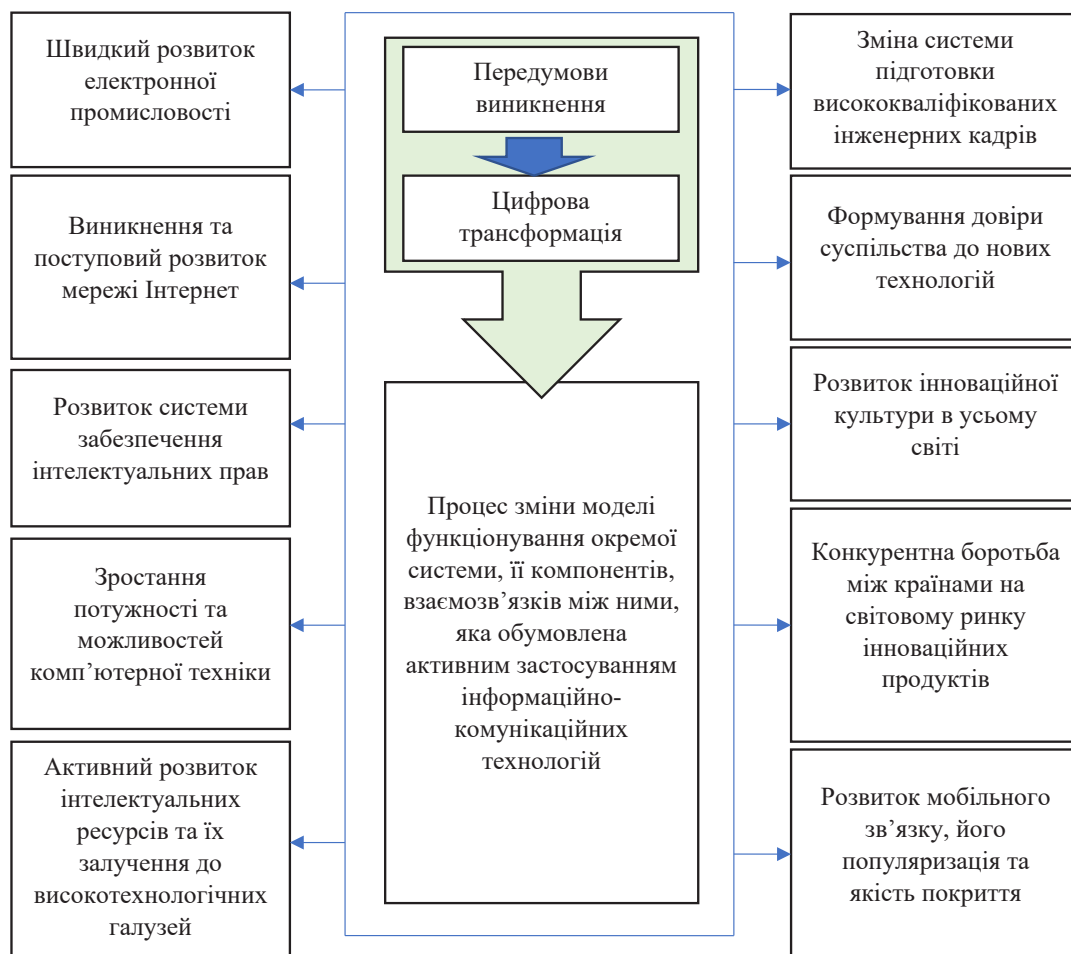 Швидкий розвиток
електронної
промисловості
Виникнення та
поступовий розвиток
мережі Інтернет
Розвиток системи
забезпечення
інтелектуальних прав
Зростання
потужності та
можливостей
комп’ютерної техніки
Активний розвиток
інтелектуальних
ресурсів та їх
залучення до
високотехнологічних
галузей
Передумови
виникнення
Цифрова
трансформація
Процес зміни моделі
функціонування окремої
системи, її компонентів,
взаємозв’язків між ними,
яка обумовлена
активним застосуванням
інформаційно-
комунікаційних
технологій
Зміна системи
підготовки
висококваліфікованих
інженерних кадрів
Формування довіри
суспільства до нових
технологій
Розвиток інноваційної
культури в усьому
світі
Конкурентна боротьба
між країнами на
світовому ринку
інноваційних
продуктів
Розвиток мобільного
зв’язку, його
популяризація та
якість покриття